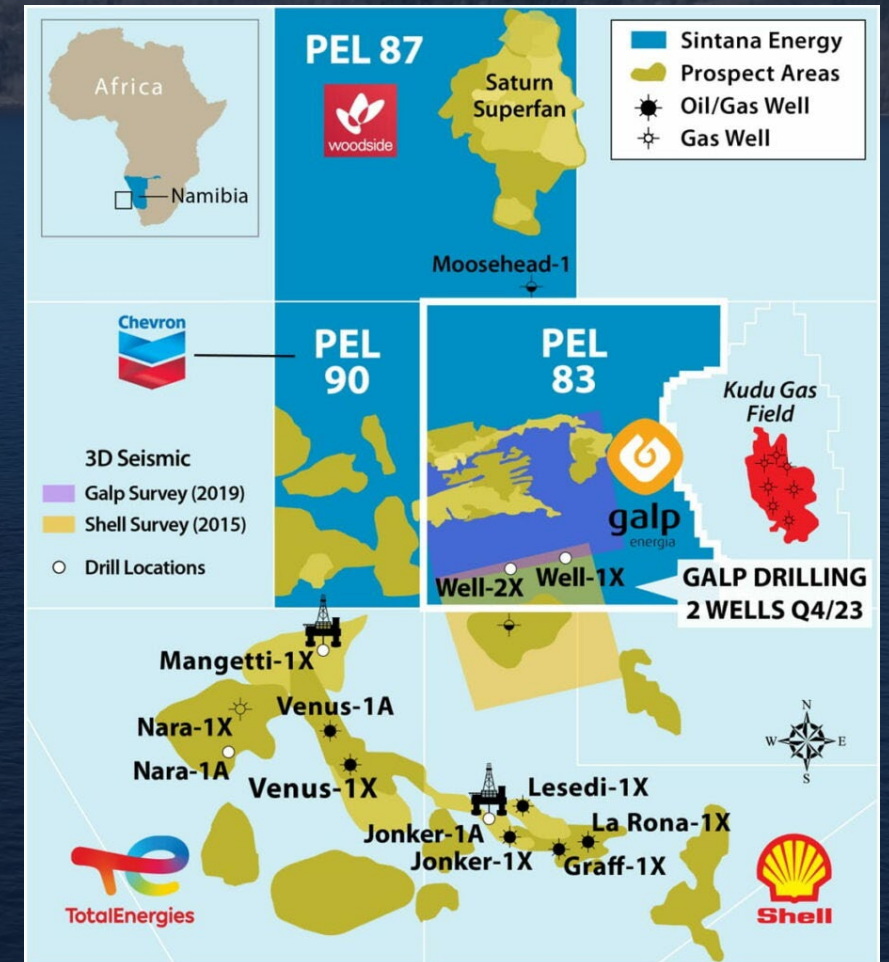 Africa
Namibia
PEL 87
woodside
Saturn
Superfan
Moosehead-1
Sintana Energy
Prospect Areas
Oil/Gas Well
Gas Well
Chevron
PEL
90
PEL
83
Kudu Gas
Field
3D Seismic
Galp Survey (2019)
Shell Survey (2015)
Drill Locations
galp
energia
Well-2X
Well-1X
GALP DRILLING
2 WELLS Q4/23
Mangetti-1X
Nara-1X
Venus-1A
Nara-1A
Venus-1X
N
W
E
S
Lesedi-1X
Jonker-1A
La Rona-1X
Jonker-1X
Graff-1X
TotalEnergies
Shell